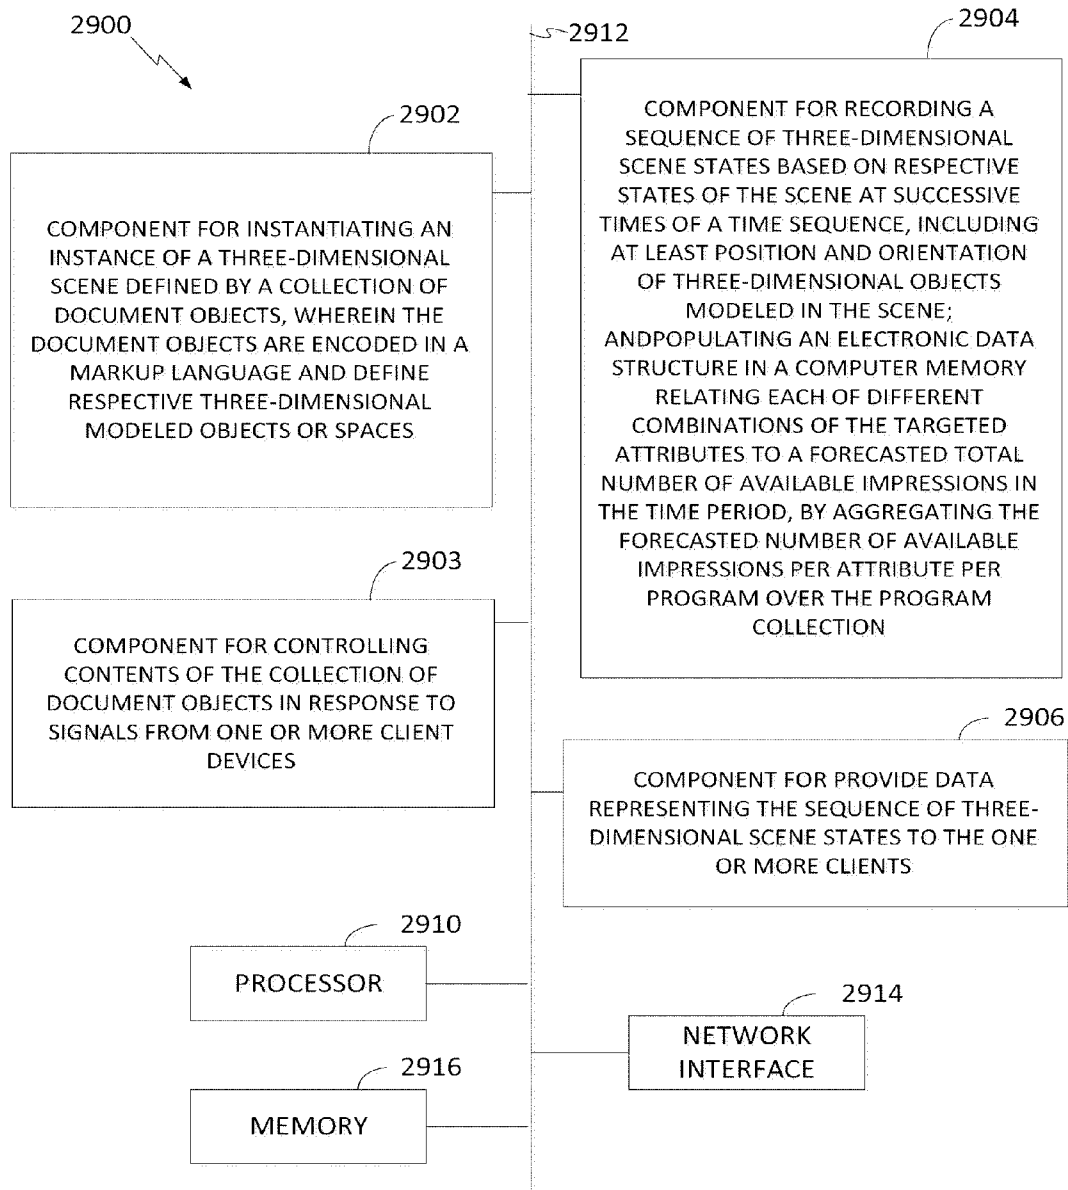 2900
2912
2904
2902
COMPONENT FOR INSTANTIATING AN
INSTANCE OF A THREE-DIMENSIONAL
SCENE DEFINED BY A COLLECTION OF
DOCUMENT OBJECTS, WHEREIN THE
DOCUMENT OBJECTS ARE ENCODED IN A
MARKUP LANGUAGE AND DEFINE
RESPECTIVE THREE-DIMENSIONAL
MODELED OBJECTS OR SPACES
COMPONENT FOR RECORDING A
SEQUENCE OF THREE-DIMENSIONAL
SCENE STATES BASED ON RESPECTIVE
STATES OF THE SCENE AT SUCCESSIVE
TIMES OF A TIME SEQUENCE, INCLUDING
AT LEAST POSITION AND ORIENTATION
OF THREE-DIMENSIONAL OBJECTS
MODELED IN THE SCENE;
ANDPOPULATING AN ELECTRONIC DATA
STRUCTURE IN A COMPUTER MEMORY
RELATING EACH OF DIFFERENT
COMBINATIONS OF THE TARGETED
ATTRIBUTES TO A FORECASTED TOTAL
NUMBER OF AVAILABLE IMPRESSIONS IN
THE TIME PERIOD, BY AGGREGATING THE
FORECASTED NUMBER OF AVAILABLE
IMPRESSIONS PER ATTRIBUTE PER
PROGRAM OVER THE PROGRAM
COLLECTION
2903
COMPONENT FOR CONTROLLING
CONTENTS OF THE COLLECTION OF
DOCUMENT OBJECTS IN RESPONSE TO
SIGNALS FROM ONE OR MORE CLIENT
DEVICES
2906
COMPONENT FOR PROVIDE DATA
REPRESENTING THE SEQUENCE OF THREE-
DIMENSIONAL SCENE STATES TO THE ONE
OR MORE CLIENTS
2910
PROCESSOR
2914
NETWORK
INTERFACE
2916
MEMORY